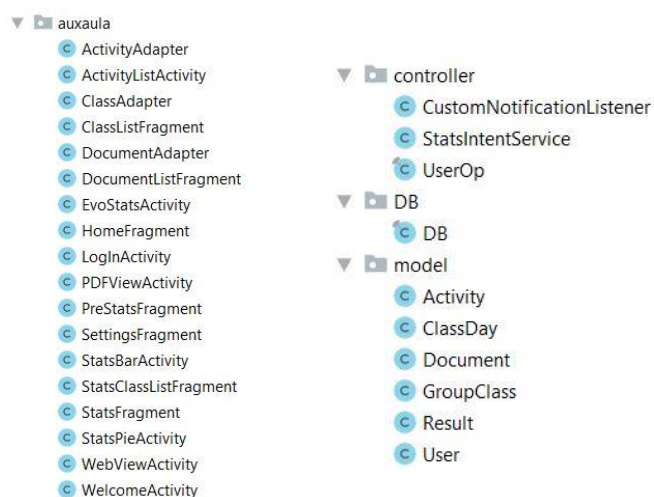 auxaula
ActivityAdapter
ActivityListActivity
ClassAdapter
ClassListFragment
DocumentAdapter
DocumentListFragment
EvoStatsActivity
HomeFragment
LogInActivity
PDFViewActivity
PreStatsFragment
SettingsFragment
StatsBarActivity
StatsClassListFragment
StatsFragment
StatsPieActivity
WebViewActivity
WelcomeActivity
controller
CustomNotificationListener
StatsIntentService
UserOp
DB
DB
model
Activity
ClassDay
Document
GroupClass
Result
User